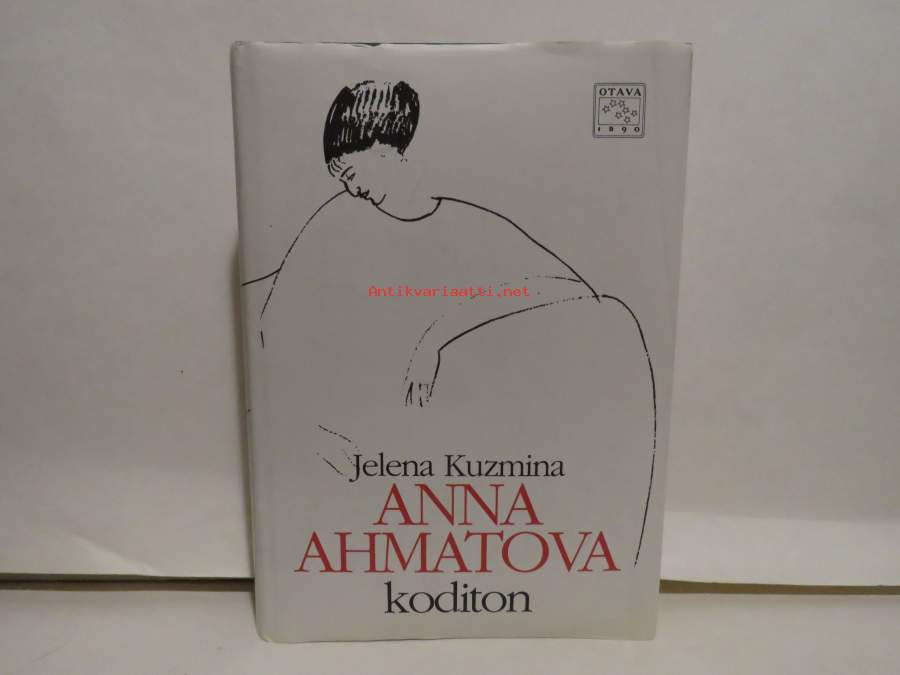 OTAVA
1890
Antikvariaatti.net
Jelena Kuzmina
ANNA
AHMATOVA
koditon